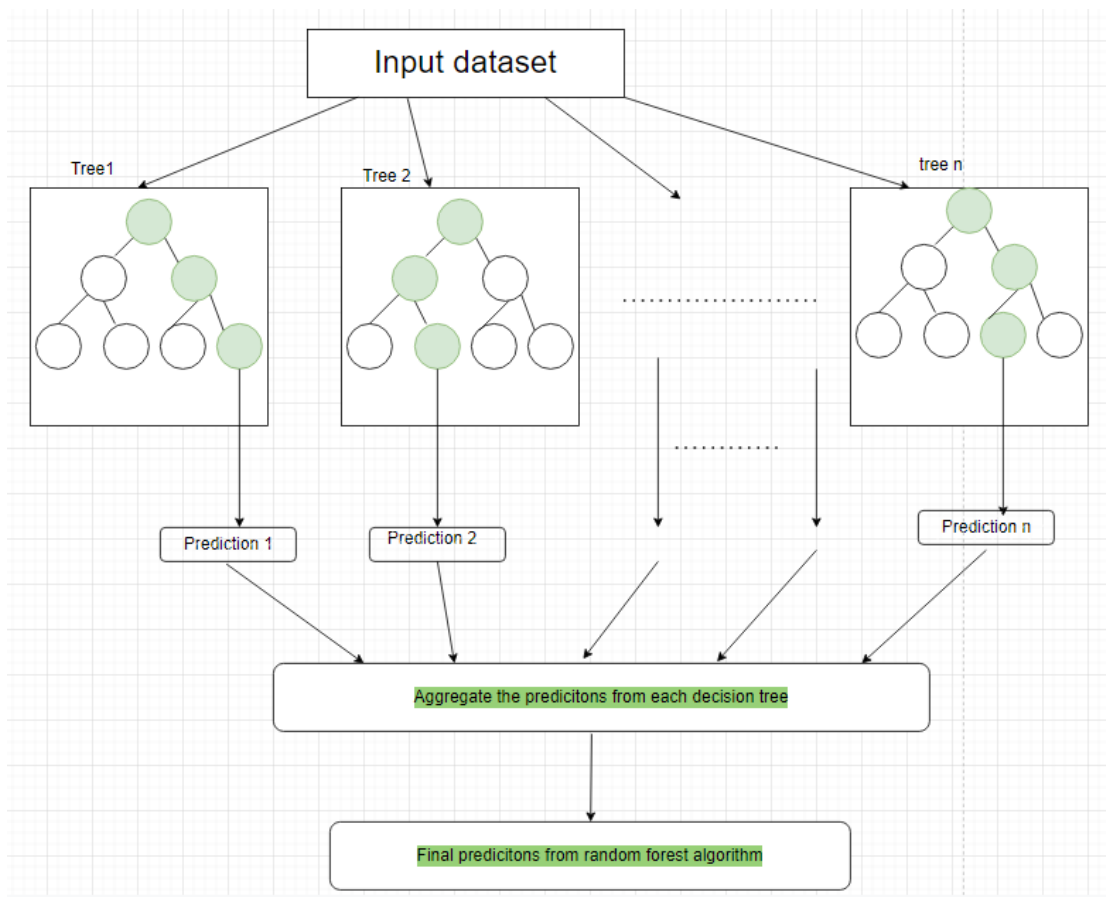 Input dataset
Tree1
Tree 2
tree n
Prediction 1
Prediction 2
Prediction n
Aggregate the predicitons from each decision tree
Final predicitons from random forest algorithm